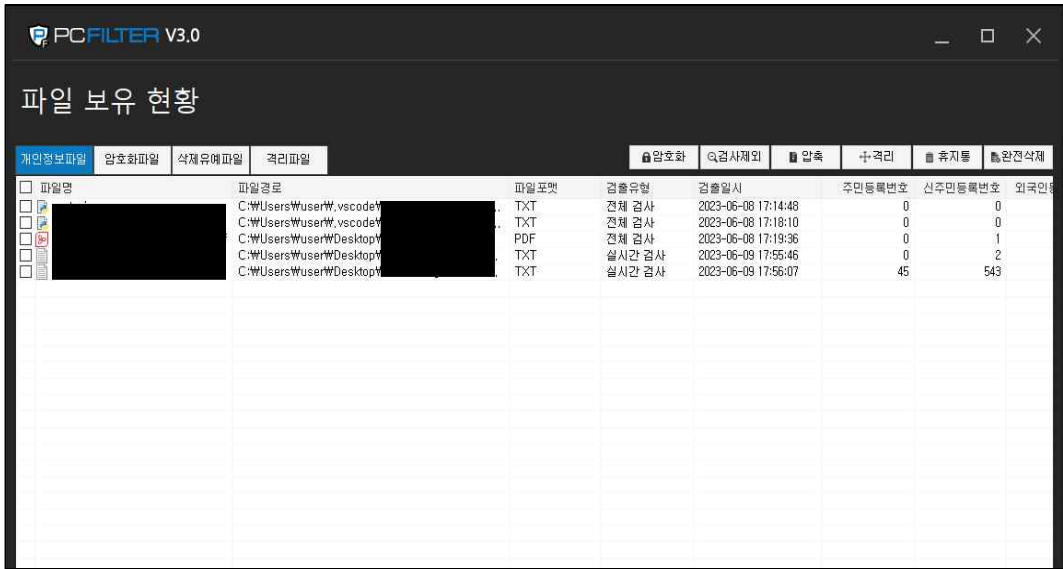 PCFILTER V3.0
파일 보유 현황
개인정보파일 암호화파일 삭제유예파일 격리파일 암호화 검사제외 압축 격리 휴지통 완전삭제
파일명 파일경로 파일포맷 검출유형 검출일시 주민등록번호 신주민등록번호 외국인등
C:₩Users₩user₩.vscode₩ TXT 전체 검사 2023-06-08 17:14:48 0 0
C:₩Users₩user₩.vscode₩ TXT 전체 검사 2023-06-08 17:18:10 0 0
C:₩Users₩user₩Desktop₩ PDF 전체 검사 2023-06-08 17:19:36 0 1
C:₩Users₩user₩Desktop₩ TXT 실시간 검사 2023-06-09 17:55:46 0 2
C:₩Users₩user₩Desktop₩ TXT 실시간 검사 2023-06-09 17:56:07 45 543